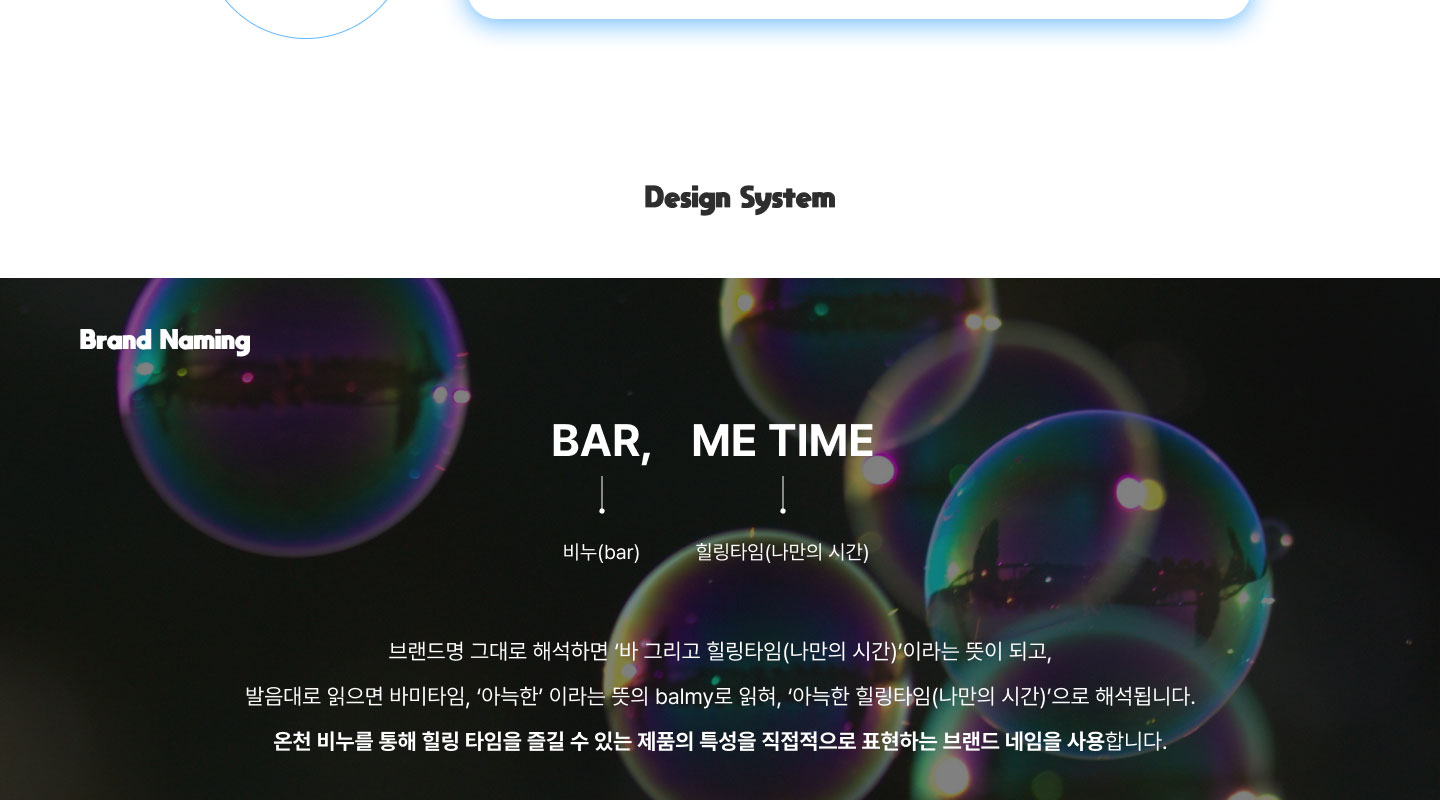 Design System
Brand Naming
BAR, ME TIME
비누(bar) 힐링타임(나만의 시간)
브랜드명 그대로 해석하면 ‘바 그리고 힐링타임(나만의 시간)’이라는 뜻이 되고,
발음대로 읽으면 바미타임, ‘아늑한’ 이라는 뜻의 balmy로 읽혀, ‘아늑한 힐링타임(나만의 시간)’으로 해석됩니다.
온천 비누를 통해 힐링 타임을 즐길 수 있는 제품의 특성을 직접적으로 표현하는 브랜드 네임을 사용합니다.